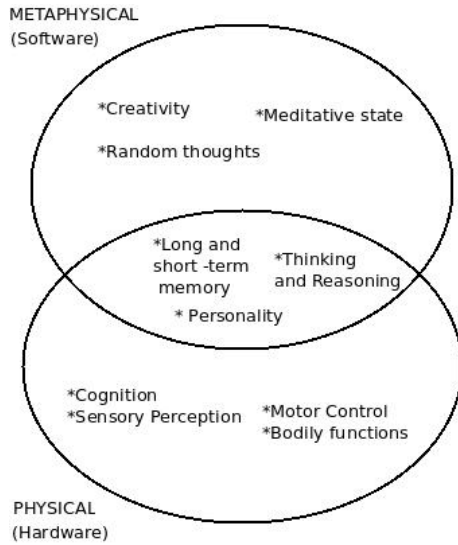 METAPHYSICAL
(Software)
*Creativity
*Meditative state
*Random thoughts
*Long and
short -term
memory
*Thinking
and Reasoning
* Personality
*Cognition
*Sensory Perception
*Motor Control
*Bodily functions
PHYSICAL
(Hardware)